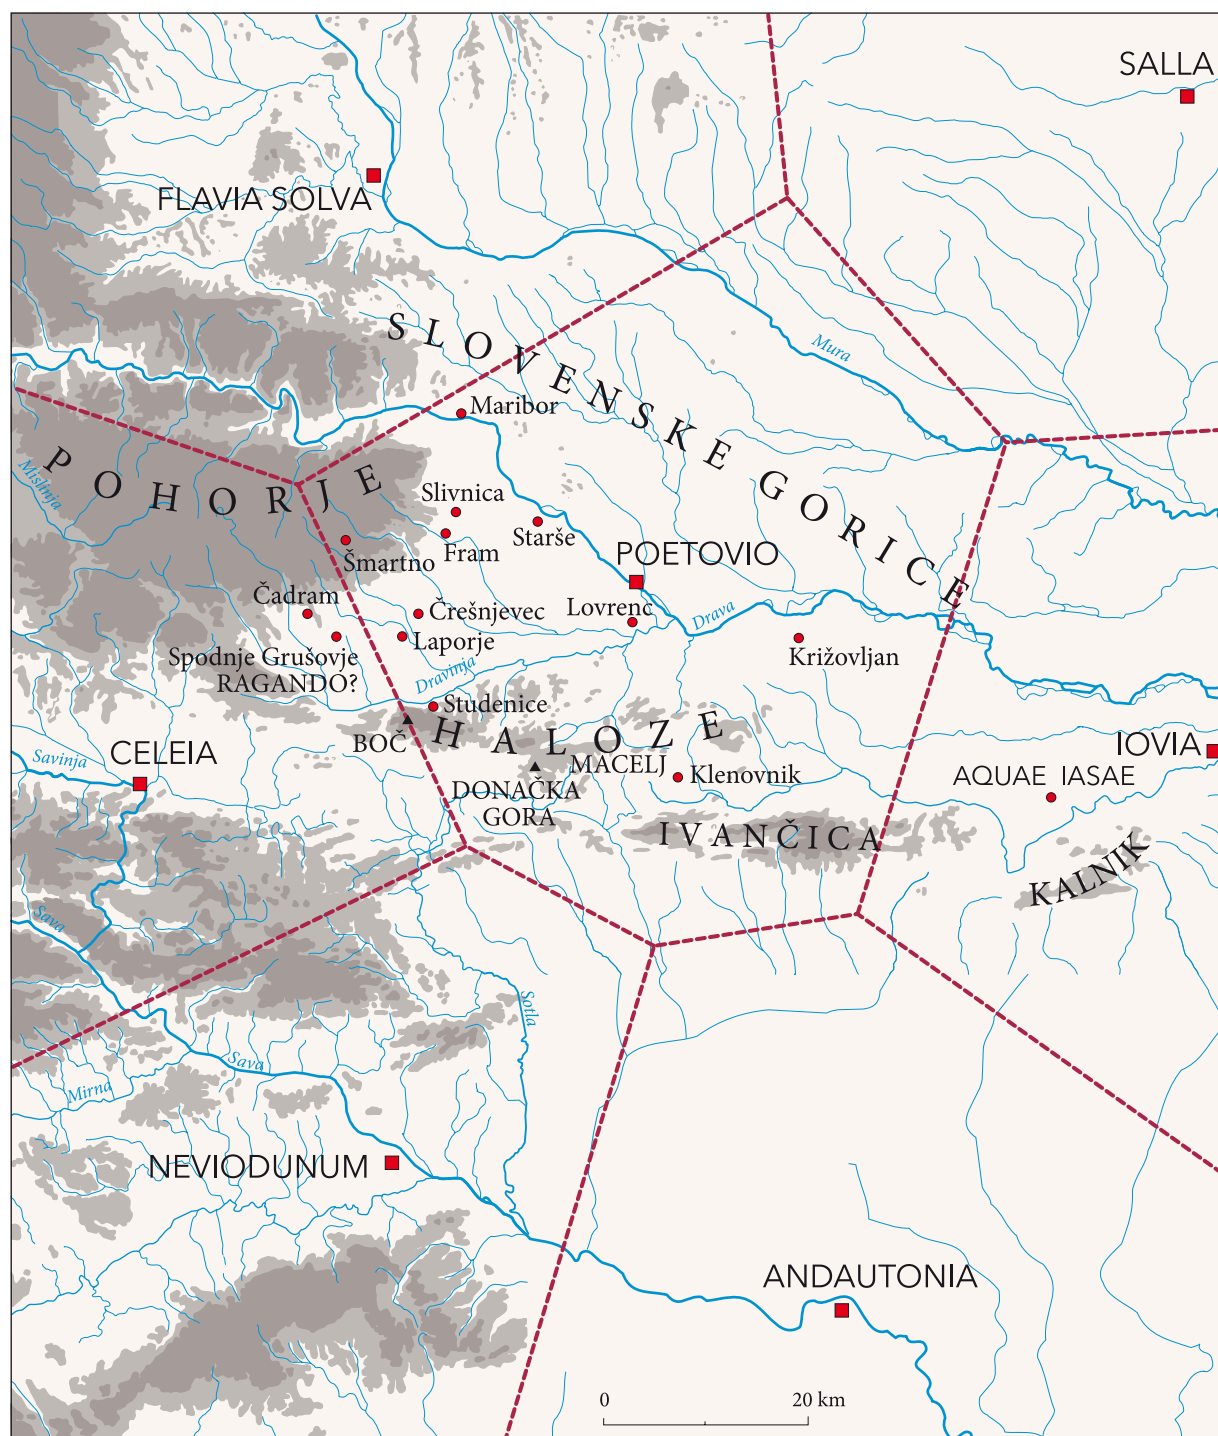 SALLA
FLAVIA SOLVA
SLOVENSKE GORICE
Mura
Maribor
POHORJE
Mislinja
Slivnica
Fram
Starše
Šmartno
POETOVIO
Čadram
Črešnjevec
Lovrenc
Drava
Laporje
Križovljan
Spodnje Grušovje
RAGANDO?
Dravinja
Studenice
BOČ
HALOZE
IOVIA
CELEIA
Savinja
MACELJ
Klenovnik
AQUAE IASAE
DONAČKA
GORA
IVANČICA
KALNIK
Sava
Sotla
Sava
Mirna
NEVIODUNUM
ANDAUTONIA
0
20 km